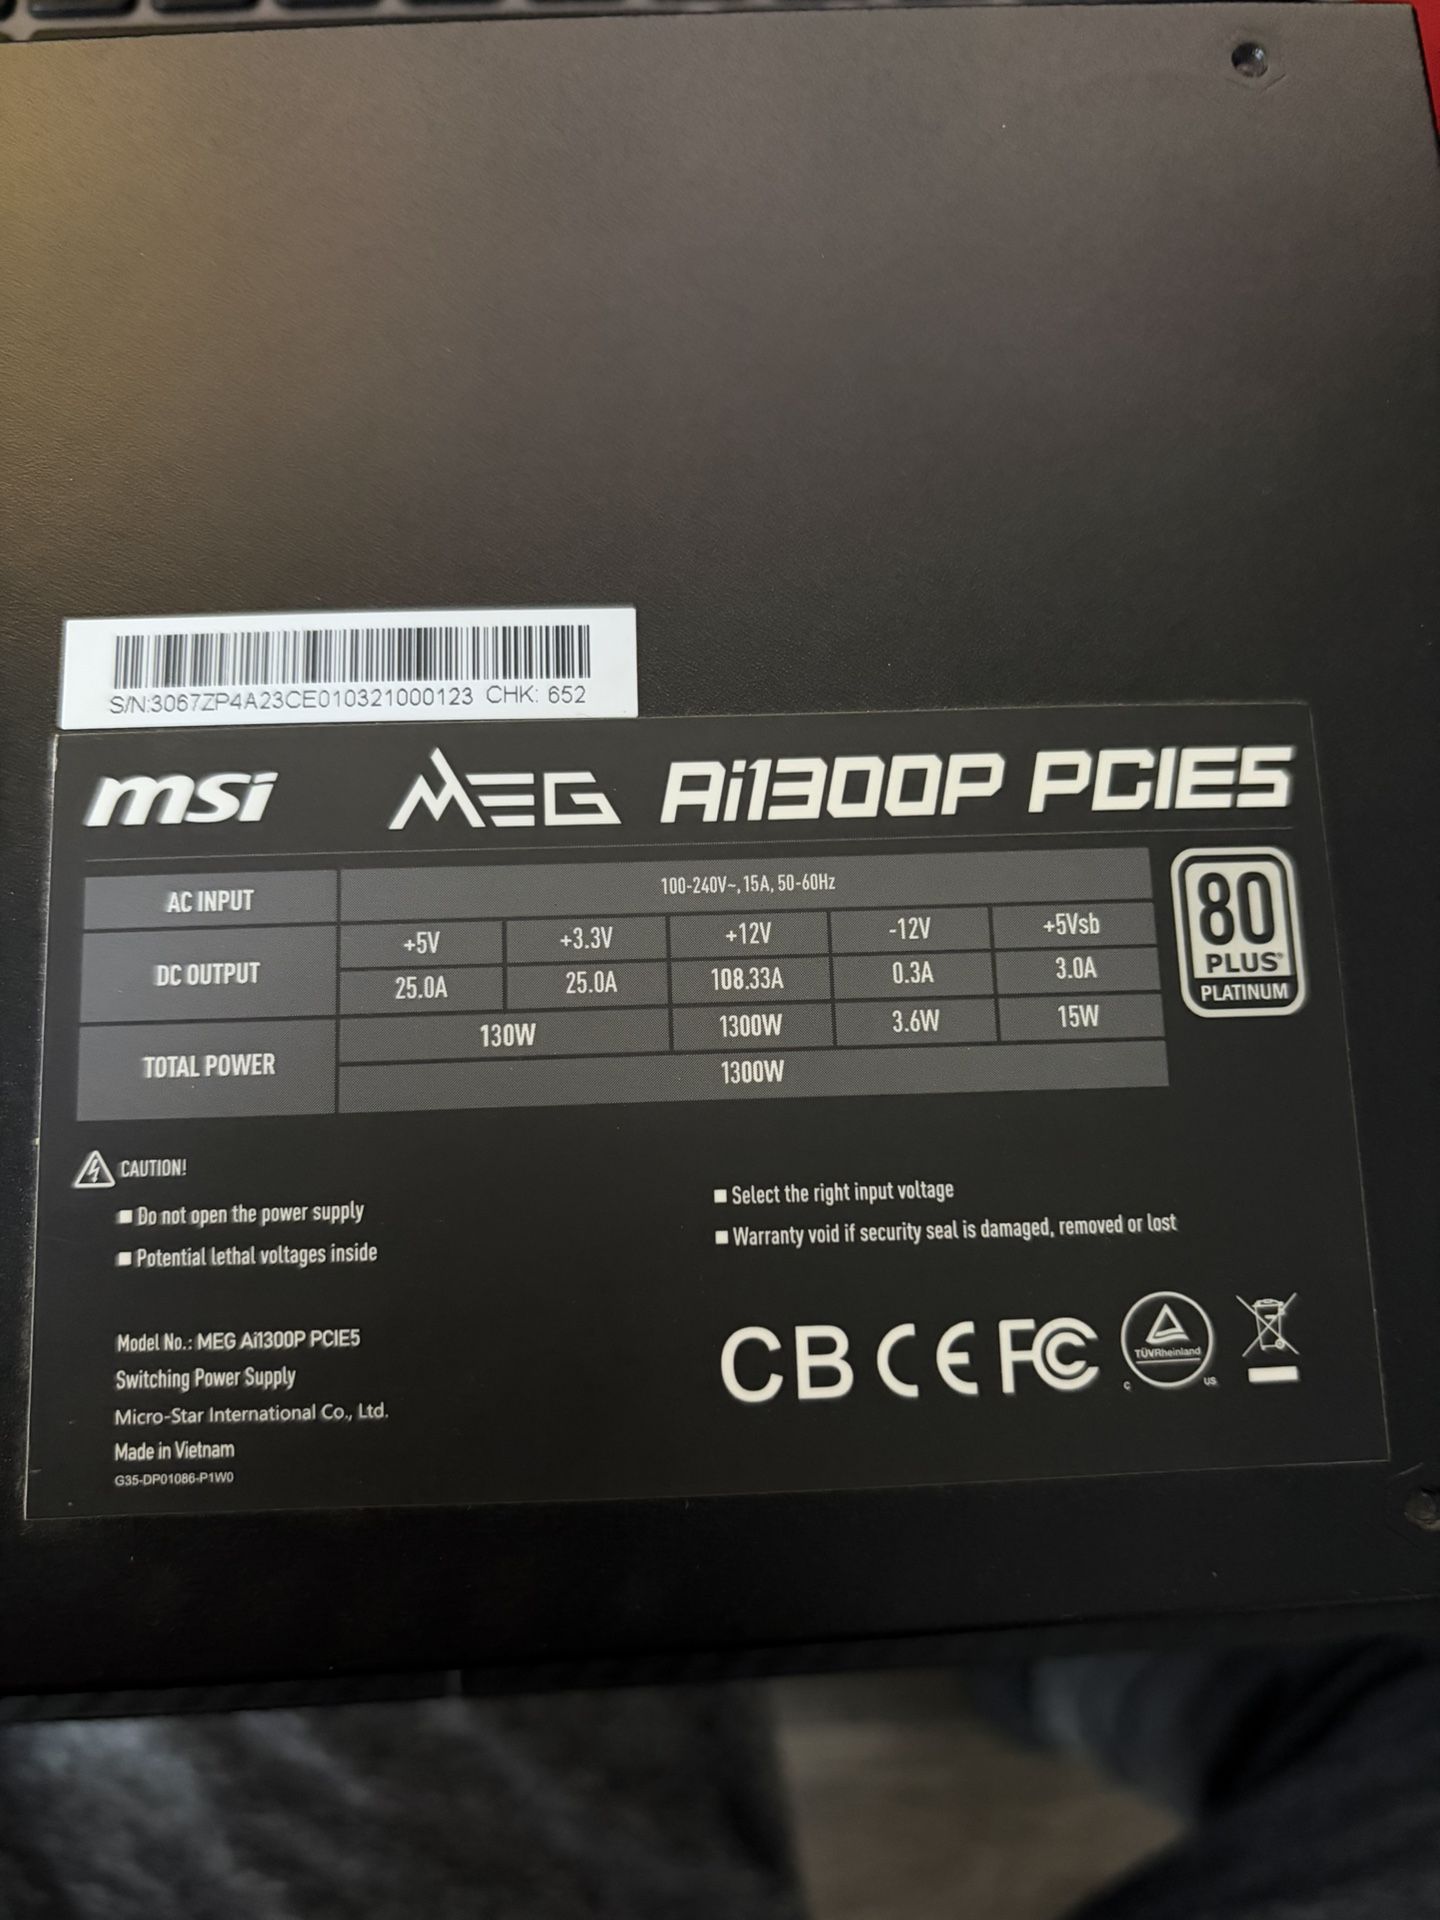 S/N:3067ZP4A23CE010321000123 CHK: 652
msi MEG Ai1300P PCIE5
AC INPUT 100-240V~, 15A, 50-60Hz
DC OUTPUT +5V +3.3V +12V -12V +5Vsb
25.0A 25.0A 108.33A 0.3A 3.0A
TOTAL POWER 130W 1300W 3.6W 15W
1300W
80
PLUS®
PLATINUM
CAUTION!
■ Do not open the power supply
■ Potential lethal voltages inside
■ Select the right input voltage
■ Warranty void if security seal is damaged, removed or lost
Model No.: MEG Ai1300P PCIE5
Switching Power Supply
Micro-Star International Co., Ltd.
Made in Vietnam
G35-DP01086-P1W0
CB CE FC
TÜVRheinland
C US